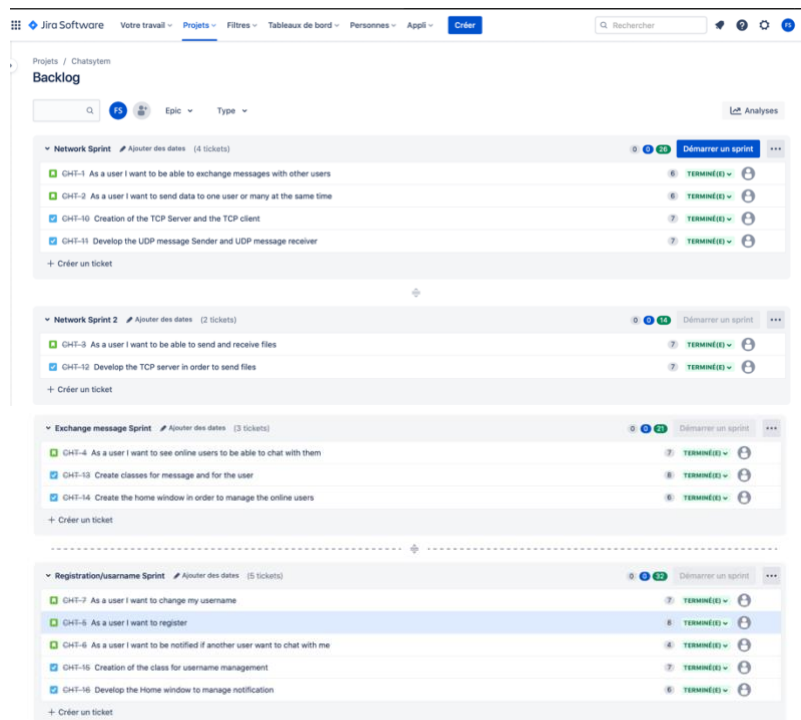 Jira Software Votre travail Projets Filtres Tableaux de bord Personnes Appli Créer Rechercher FS
Projets / Chatsytem
Backlog
FS Epic Type Analyses
Network Sprint Ajouter des dates (4 tickets) 0 0 26 Démarrer un sprint
CHT-1 As a user I want to be able to exchange messages with other users 6 TERMINÉ(E)
CHT-2 As a user I want to send data to one user or many at the same time 6 TERMINÉ(E)
CHT-10 Creation of the TCP Server and the TCP client 7 TERMINÉ(E)
CHT-11 Develop the UDP message Sender and UDP message receiver 7 TERMINÉ(E)
+ Créer un ticket
Network Sprint 2 Ajouter des dates (2 tickets) 0 0 14 Démarrer un sprint
CHT-3 As a user I want to be able to send and receive files 7 TERMINÉ(E)
CHT-12 Develop the TCP server in order to send files 7 TERMINÉ(E)
+ Créer un ticket
Exchange message Sprint Ajouter des dates (3 tickets) 0 0 21 Démarrer un sprint
CHT-4 As a user I want to see online users to be able to chat with them 7 TERMINÉ(E)
CHT-13 Create classes for message and for the user 8 TERMINÉ(E)
CHT-14 Create the home window in order to manage the online users 6 TERMINÉ(E)
+ Créer un ticket
Registration/usarname Sprint Ajouter des dates (5 tickets) 0 0 32 Démarrer un sprint
CHT-7 As a user I want to change my username 7 TERMINÉ(E)
CHT-5 As a user I want to register 8 TERMINÉ(E)
CHT-6 As a user I want to be notified if another user want to chat with me 4 TERMINÉ(E)
CHT-15 Creation of the class for username management 7 TERMINÉ(E)
CHT-16 Develop the Home window to manage notification 6 TERMINÉ(E)
+ Créer un ticket